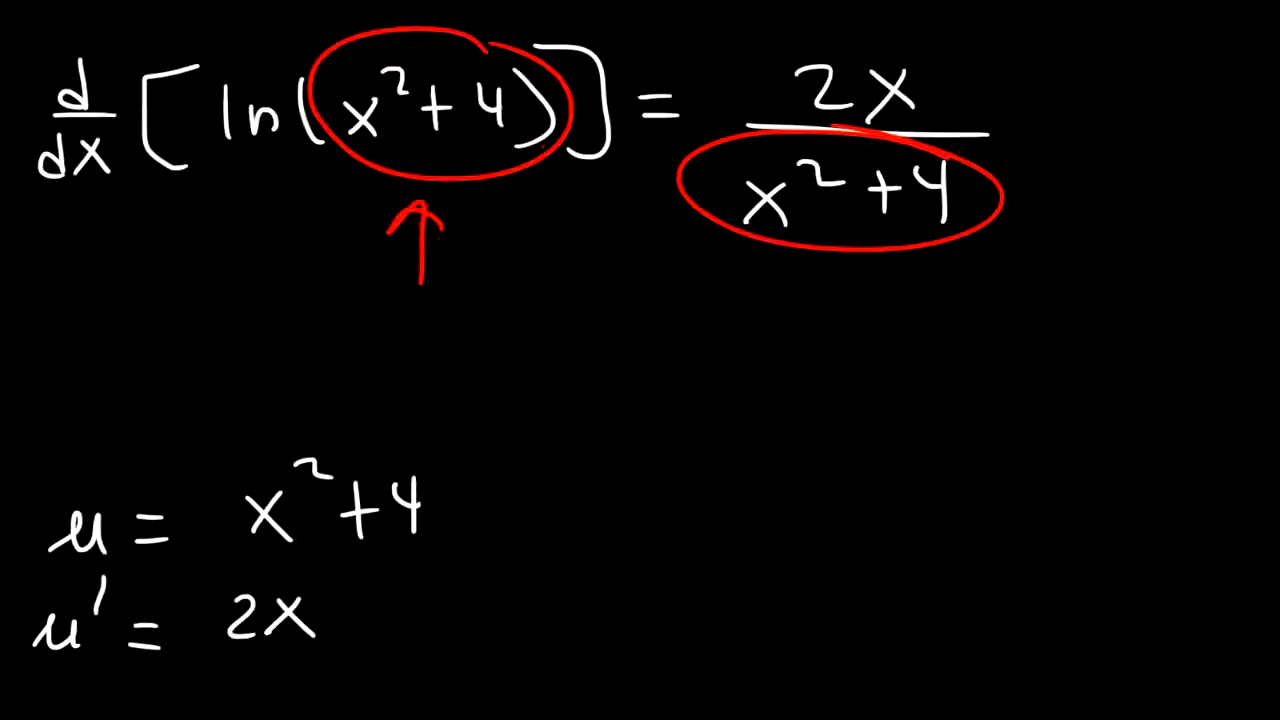 d/dx [ln(x²+4)] = 2x/(x²+4)
u = x²+4
u' = 2x